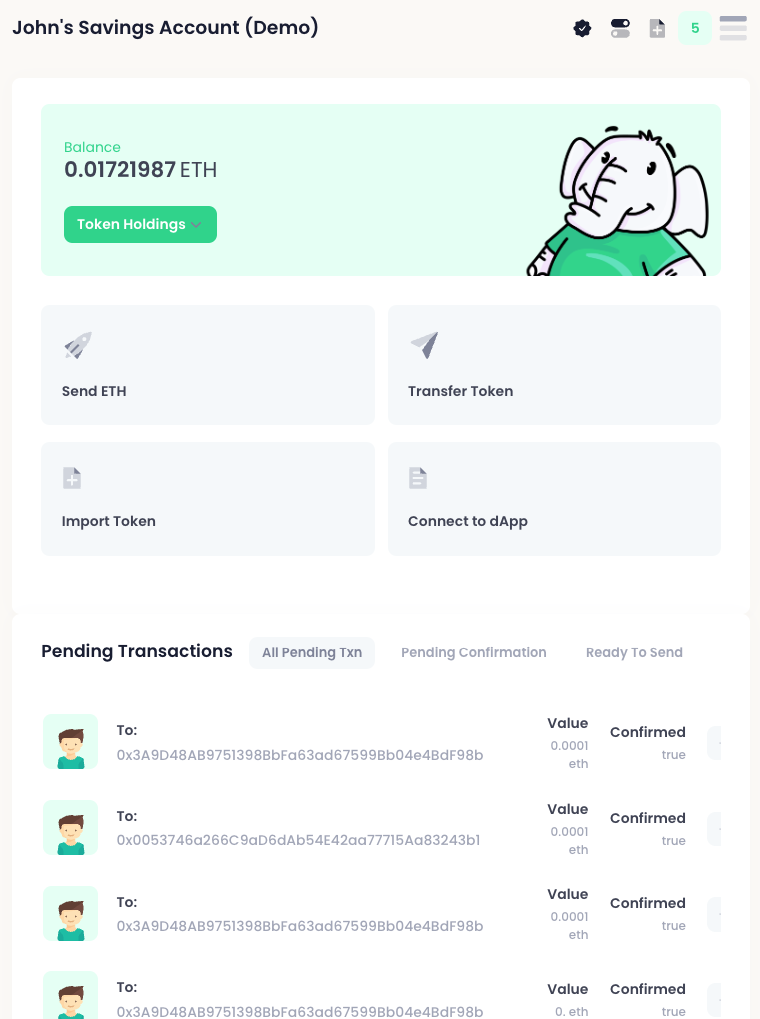 John's Savings Account (Demo)
5
Balance
0.01721987 ETH
Token Holdings
Send ETH
Transfer Token
Import Token
Connect to dApp
Pending Transactions
All Pending Txn
Pending Confirmation
Ready To Send
To:
0x3A9D48AB9751398BbFa63ad67599Bb04e4BdF98b
Value
0.0001
eth
Confirmed
true
To:
0x0053746a266C9aD6dAb54E42aa77715Aa83243b1
Value
0.0001
eth
Confirmed
true
To:
0x3A9D48AB9751398BbFa63ad67599Bb04e4BdF98b
Value
0.0001
eth
Confirmed
true
To:
0x3A9D48AB9751398BbFa63ad67599Bb04e4BdF98b
Value
0. eth
Confirmed
true